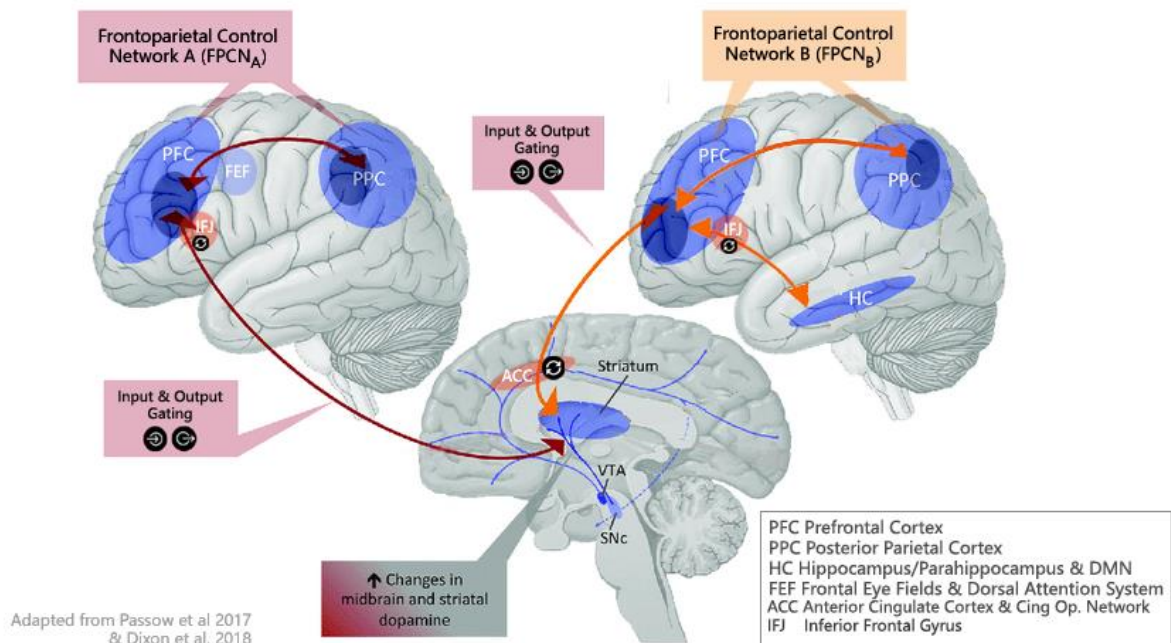 Frontoparietal Control
Network A (FPCNA)
Frontoparietal Control
Network B (FPCNB)
PFC
FEF
PPC
IFJ
Input & Output
Gating
PFC
PPC
IFJ
HC
ACC
Striatum
Input & Output
Gating
VTA
SNc
↑ Changes in
midbrain and striatal
dopamine
PFC Prefrontal Cortex
PPC Posterior Parietal Cortex
HC Hippocampus/Parahippocampus & DMN
FEF Frontal Eye Fields & Dorsal Attention System
ACC Anterior Cingulate Cortex & Cing Op. Network
IFJ Inferior Frontal Gyrus
Adapted from Passow et al 2017
& Dixon et al. 2018